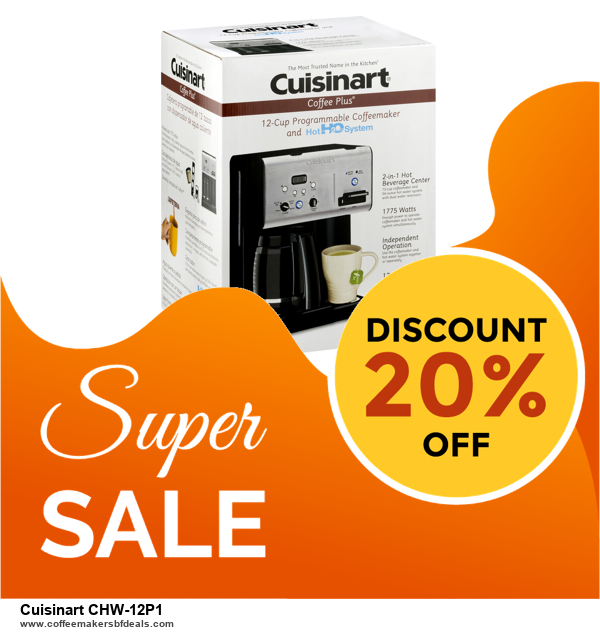 Cuisinart
Coffee Plus
The Most Trusted Name in the Kitchen®
Cuisinart®
Coffee Plus®
12-Cup Programmable Coffeemaker
and Hot H2O System
2-in-1 Hot
Beverage Center
1775 Watts
Independent
Operation
DISCOUNT
20%
OFF
Super
SALE
Cuisinart CHW-12P1
www.coffeemakersbfdeals.com